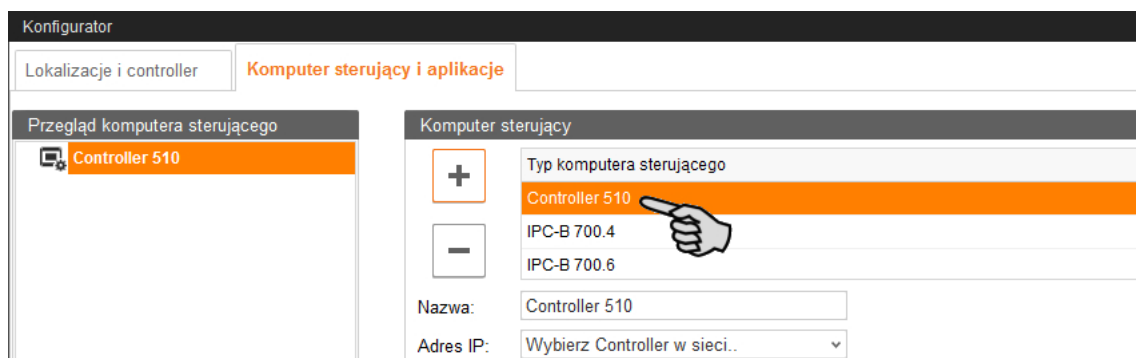 Konfigurator
Lokalizacje i controller
Komputer sterujący i aplikacje
Przegląd komputera sterującego
Controller 510
Komputer sterujący
Typ komputera sterującego
Controller 510
IPC-B 700.4
IPC-B 700.6
Nazwa: Controller 510
Adres IP: Wybierz Controller w sieci..